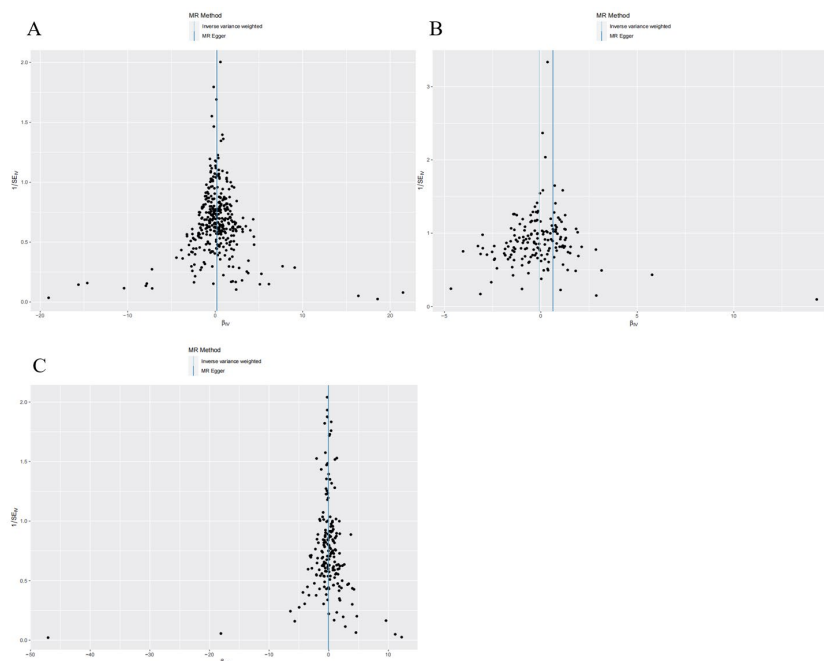 A
MR Method
Inverse variance weighted
MR Egger
2.0
1.5
1.0
0.5
0.0
1/SE_IV
−20
−10
0
10
20
β_IV
B
MR Method
Inverse variance weighted
MR Egger
3
2
1
0
1/SE_IV
−5
0
5
10
β_IV
C
MR Method
Inverse variance weighted
MR Egger
2.0
1.5
1.0
0.5
0.0
1/SE_IV
−50
−40
−30
−20
−10
0
10